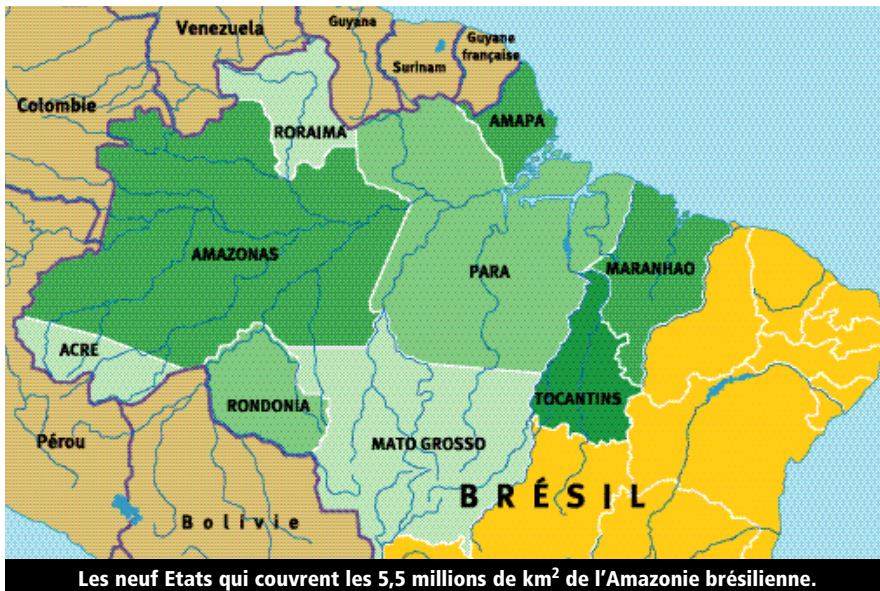 Venezuela
Guyana
Surinam
Guyane
française
Colombie
RORAIMA
AMAPA
AMAZONAS
PARA
MARANHAO
ACRE
RONDONIA
TOCANTINS
MATO GROSSO
Pérou
BRÉSIL
Bolivie
Les neuf Etats qui couvrent les 5,5 millions de km² de l'Amazonie brésilienne.